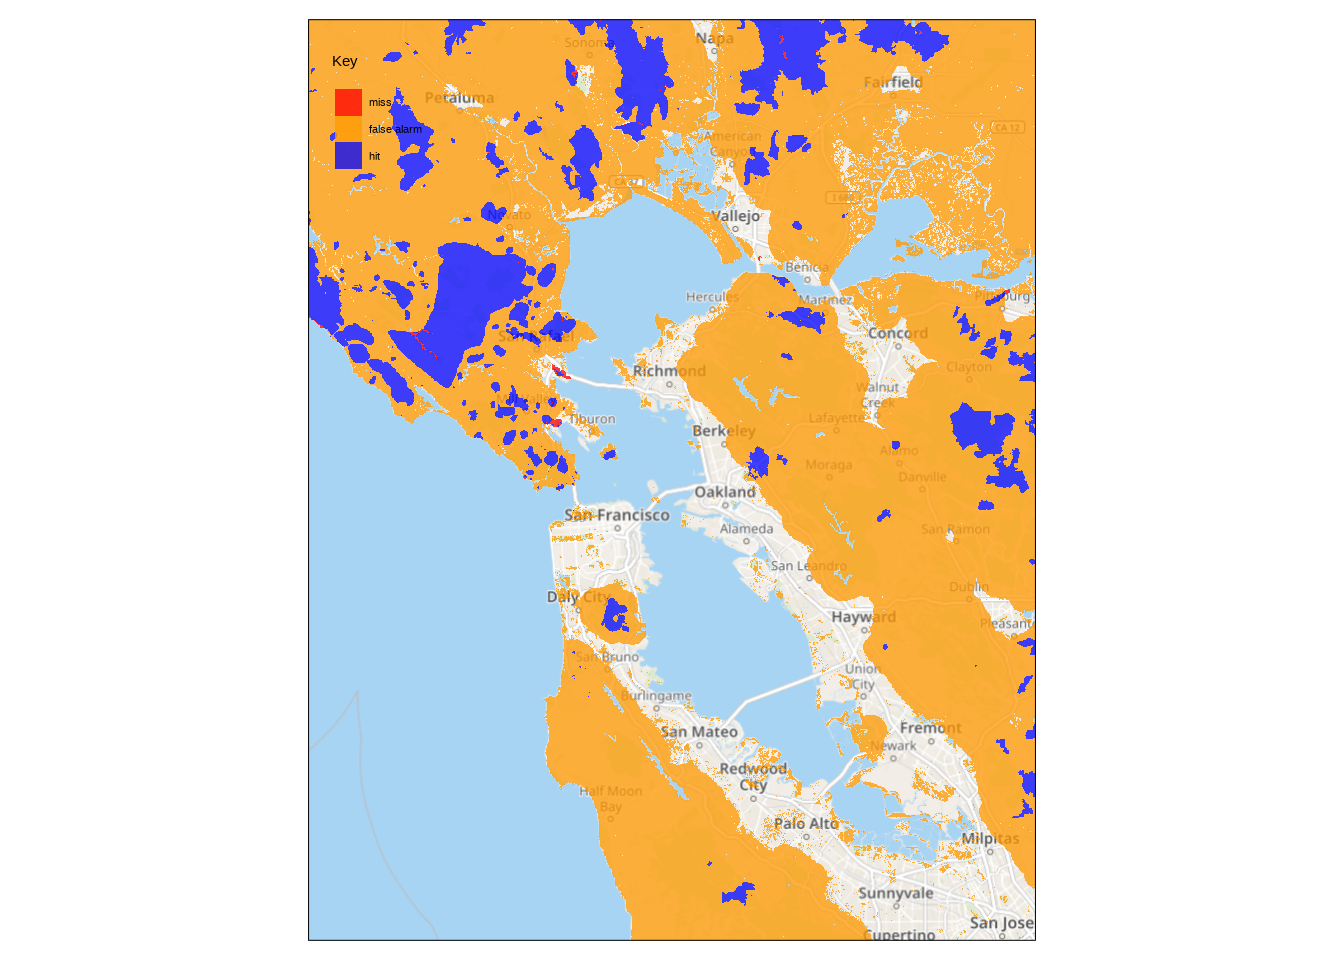 Sonoma
Napa
Key
Fairfield
miss
Petaluma
false alarm
CA 12
American
Canyon
hit
Novato
Vallejo
Benicia
Hercules
Martinez
San Rafael
Concord
Richmond
Clayton
Walnut
Creek
Mill Valley
Tiburon
Lafayette
Berkeley
Alamo
Moraga
Danville
Oakland
San Francisco
Alameda
San Ramon
San Leandro
Dublin
Daly City
Hayward
Pleasant
San Bruno
Union
City
Burlingame
San Mateo
Fremont
Newark
Redwood
City
Half Moon
Bay
Palo Alto
Milpitas
Sunnyvale
San Jose
Cupertino